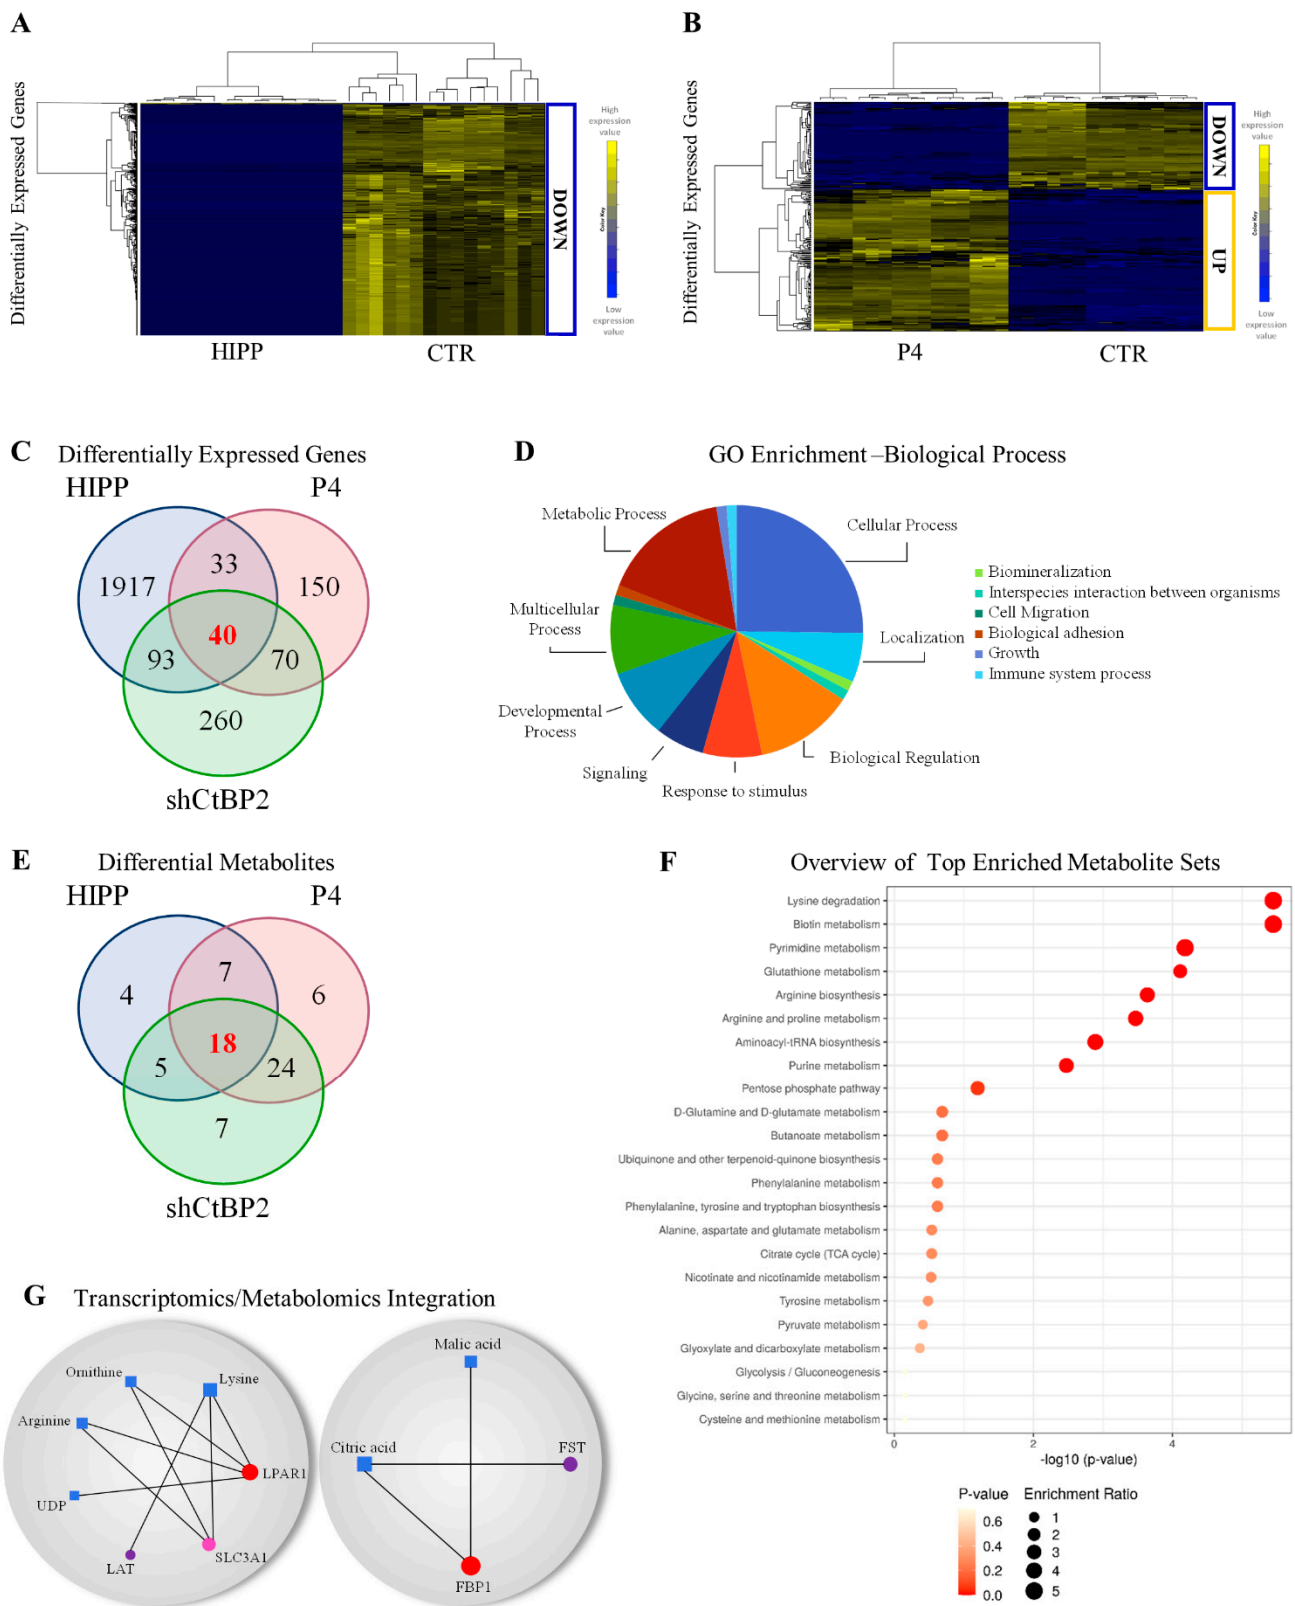 A
B
Differentially Expressed Genes
DOWN
High
expression
value
Color Key
Low
expression
value
HIPP
CTR
Differentially Expressed Genes
DOWN
UP
High
expression
value
Color Key
Low
expression
value
P4
CTR
C
Differentially Expressed Genes
HIPP
P4
33
1917
150
40
93
70
260
shCtBP2
D
GO Enrichment –Biological Process
Metabolic Process
Cellular Process
Multicellular
Process
Localization
Developmental
Process
Signaling
Response to stimulus
Biological Regulation
Biomineralization
Interspecies interaction between organisms
Cell Migration
Biological adhesion
Growth
Immune system process
E
Differential Metabolites
HIPP
P4
7
4
6
18
5
24
7
shCtBP2
F
Overview of Top Enriched Metabolite Sets
Lysine degradation
Biotin metabolism
Pyrimidine metabolism
Glutathione metabolism
Arginine biosynthesis
Arginine and proline metabolism
Aminoacyl-tRNA biosynthesis
Purine metabolism
Pentose phosphate pathway
D-Glutamine and D-glutamate metabolism
Butanoate metabolism
Ubiquinone and other terpenoid-quinone biosynthesis
Phenylalanine metabolism
Phenylalanine, tyrosine and tryptophan biosynthesis
Alanine, aspartate and glutamate metabolism
Citrate cycle (TCA cycle)
Nicotinate and nicotinamide metabolism
Tyrosine metabolism
Pyruvate metabolism
Glyoxylate and dicarboxylate metabolism
Glycolysis / Gluconeogenesis
Glycine, serine and threonine metabolism
Cysteine and methionine metabolism
0
2
4
-log10 (p-value)
P-value
0.6
0.4
0.2
0.0
Enrichment Ratio
1
2
3
4
5
G
Transcriptomics/Metabolomics Integration
Ornithine
Lysine
Arginine
LPAR1
UDP
LAT
SLC3A1
Malic acid
Citric acid
FST
FBP1